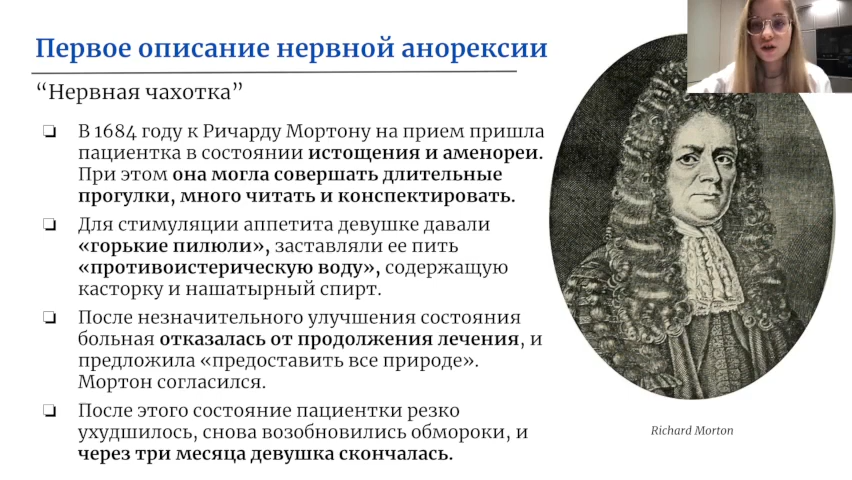 Первое описание нервной анорексии
“Нервная чахотка”
❏ В 1684 году к Ричарду Мортону на прием пришла
пациентка в состоянии истощения и аменореи.
При этом она могла совершать длительные
прогулки, много читать и конспектировать.
❏ Для стимуляции аппетита девушке давали
«горькие пилюли», заставляли ее пить
«противоистерическую воду», содержащую
касторку и нашатырный спирт.
❏ После незначительного улучшения состояния
больная отказалась от продолжения лечения, и
предложила «предоставить все природе».
Мортон согласился.
❏ После этого состояние пациентки резко
ухудшилось, снова возобновились обмороки, и
через три месяца девушка скончалась.
Richard Morton